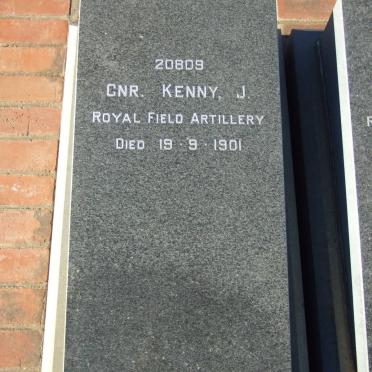 20809
GNR. KENNY, J.
ROYAL FIELD ARTILLERY
DIED 19·9·1901